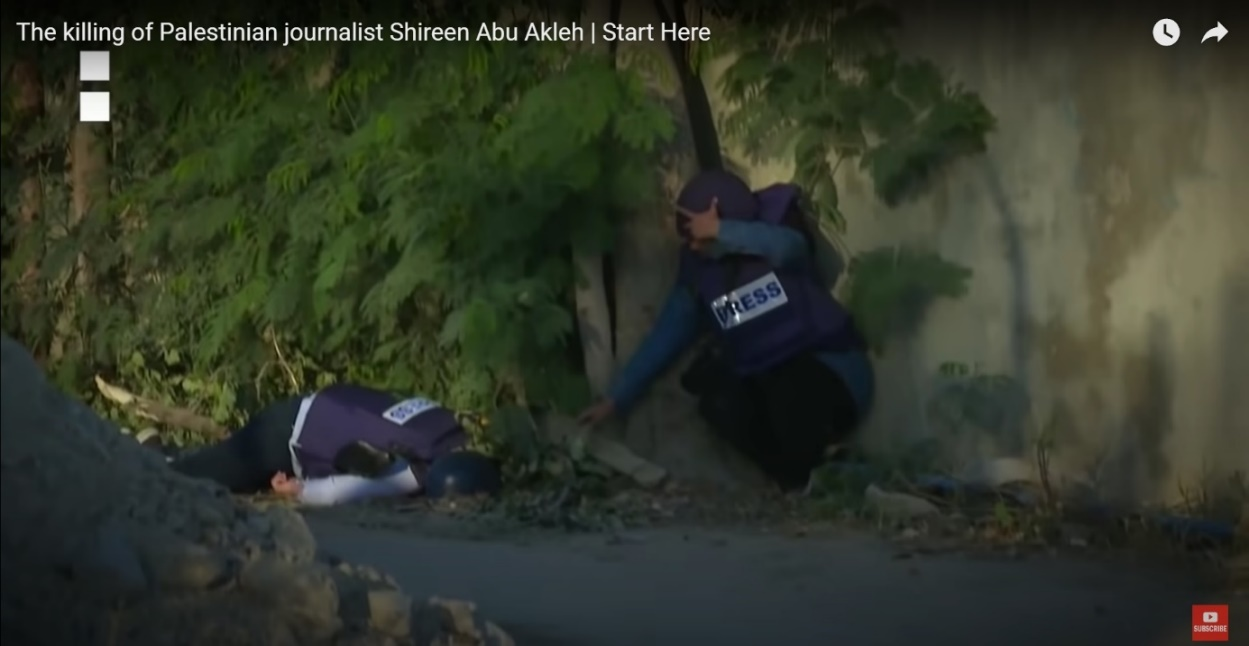 The killing of Palestinian journalist Shireen Abu Akleh | Start Here
PRESS
SUBSCRIBE